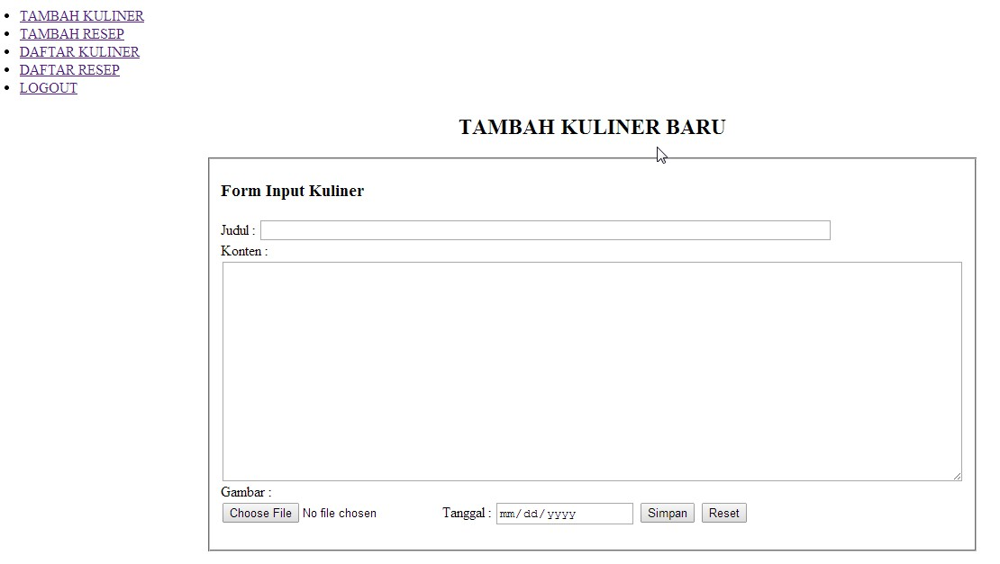 TAMBAH KULINER
TAMBAH RESEP
DAFTAR KULINER
DAFTAR RESEP
LOGOUT
TAMBAH KULINER BARU
Form Input Kuliner
Judul :
Konten :
Gambar :
Choose File No file chosen Tanggal : mm/dd/yyyy Simpan Reset